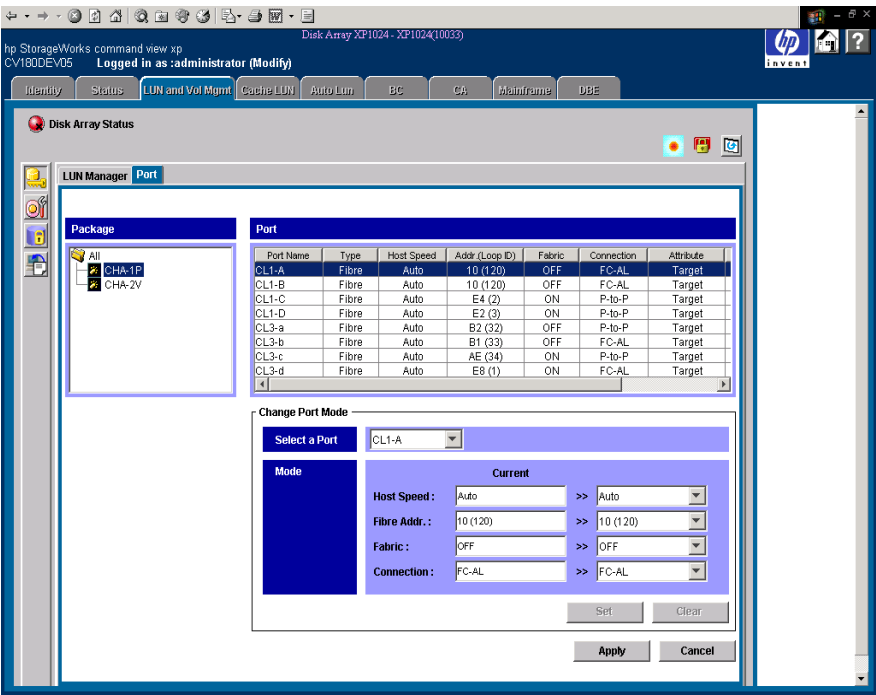 Disk Array XP1024 - XP1024(10033)
hp StorageWorks command view xp
CV180DEV05 Logged in as :administrator (Modify)
hp
invent
?
Identity Status LUN and Vol Mgmt Cache LUN Auto Lun BC CA Mainframe DBE
Disk Array Status
LUN Manager Port
Package
All
CHA-1P
CHA-2V
Port
Port Name Type Host Speed Addr.(Loop ID) Fabric Connection Attribute
CL1-A Fibre Auto 10 (120) OFF FC-AL Target
CL1-B Fibre Auto 10 (120) OFF FC-AL Target
CL1-C Fibre Auto E4 (2) ON P-to-P Target
CL1-D Fibre Auto E2 (3) ON P-to-P Target
CL3-a Fibre Auto B2 (32) OFF P-to-P Target
CL3-b Fibre Auto B1 (33) OFF FC-AL Target
CL3-c Fibre Auto AE (34) ON P-to-P Target
CL3-d Fibre Auto E8 (1) ON FC-AL Target
Change Port Mode
Select a Port CL1-A
Mode
Current
Host Speed : Auto >> Auto
Fibre Addr. : 10 (120) >> 10 (120)
Fabric : OFF >> OFF
Connection : FC-AL >> FC-AL
Set Clear
Apply Cancel